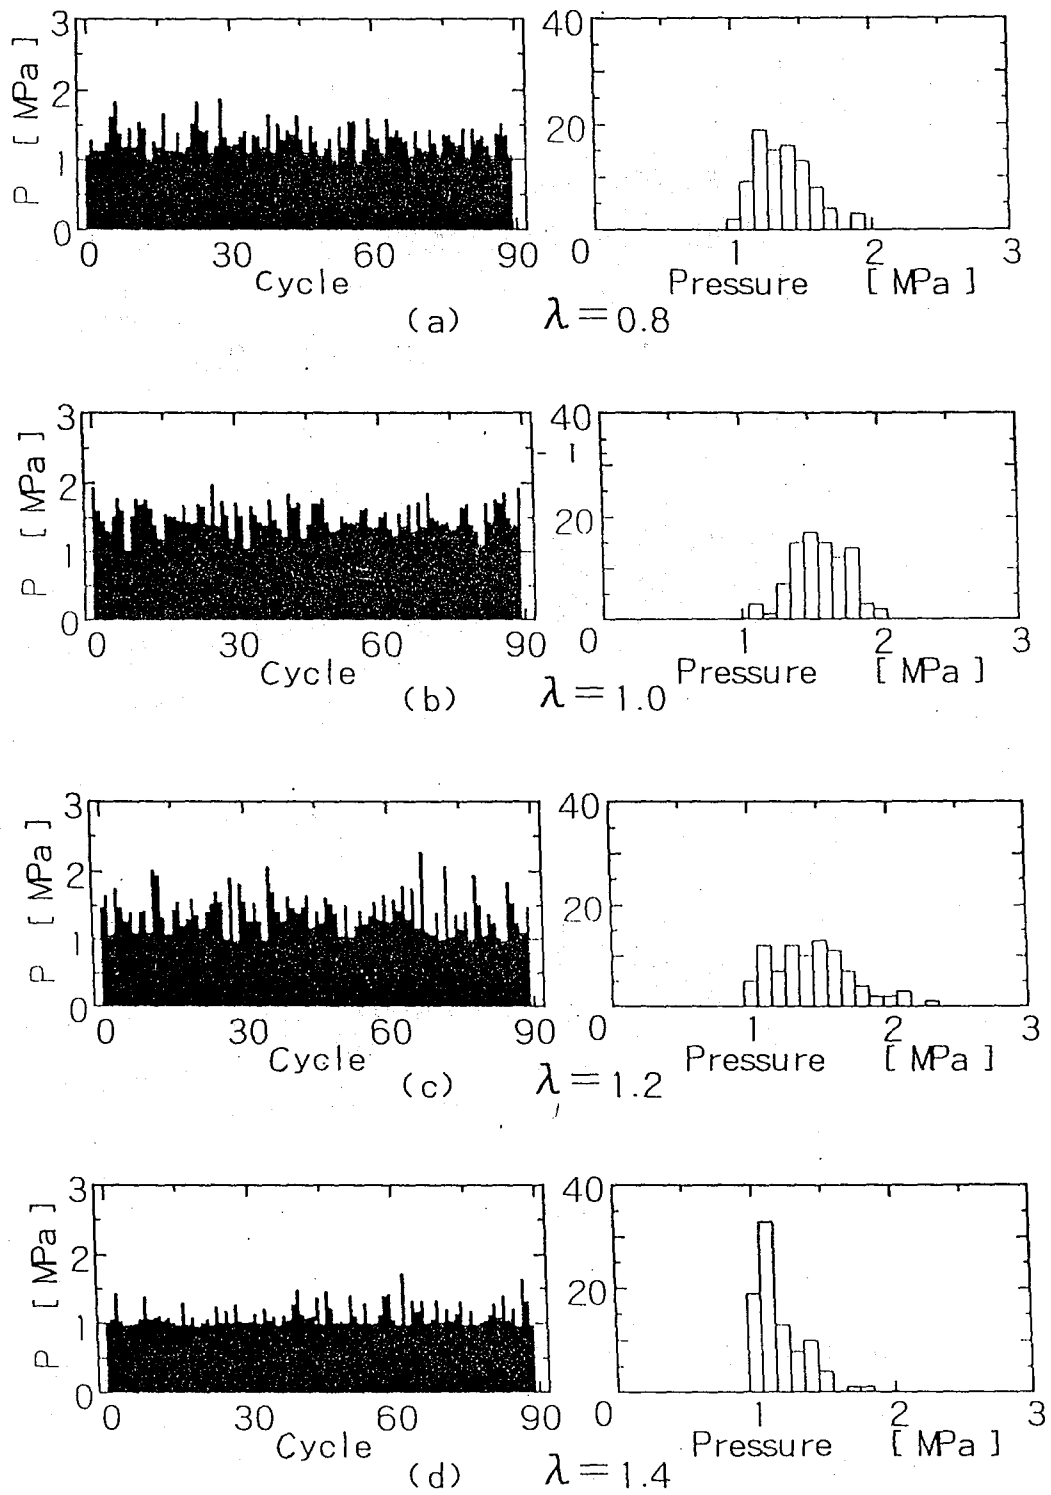 3 40
P [MPa] 2
20
1
0
0 30 60 90 1 2 3
Cycle Pressure [MPa]
(a) λ=0.8
3 40
P [MPa] 2
20
1
0
0 30 60 90 0 1 2 3
Cycle Pressure [MPa]
(b) λ=1.0
3 40
P [MPa] 2
20
1
0
0 30 60 90 0 1 2 3
Cycle Pressure [MPa]
(c) λ=1.2
3 40
P [MPa] 2
20
1
0
0 30 60 90 0 1 2 3
Cycle Pressure [MPa]
(d) λ=1.4